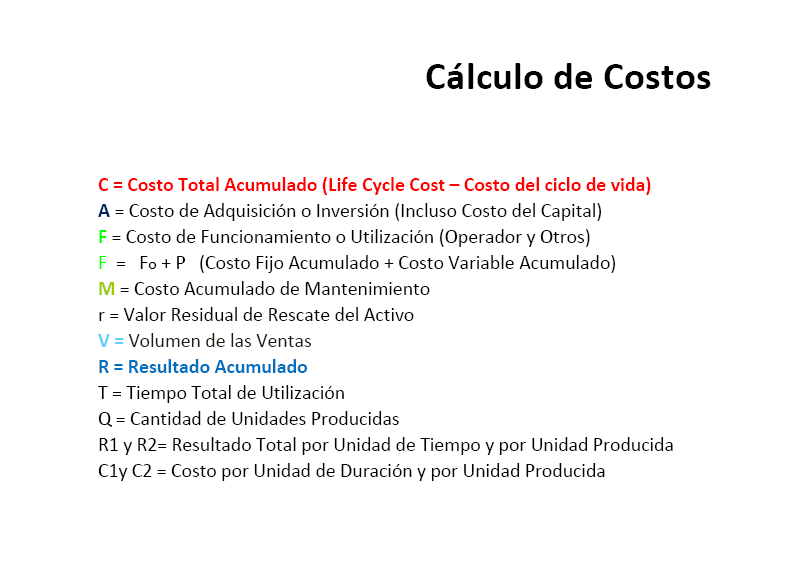 Cálculo de Costos
C = Costo Total Acumulado (Life Cycle Cost – Costo del ciclo de vida)
A = Costo de Adquisición o Inversión (Incluso Costo del Capital)
F = Costo de Funcionamiento o Utilización (Operador y Otros)
F = Fo + P (Costo Fijo Acumulado + Costo Variable Acumulado)
M = Costo Acumulado de Mantenimiento
r = Valor Residual de Rescate del Activo
V = Volumen de las Ventas
R = Resultado Acumulado
T = Tiempo Total de Utilización
Q = Cantidad de Unidades Producidas
R1 y R2= Resultado Total por Unidad de Tiempo y por Unidad Producida
C1y C2 = Costo por Unidad de Duración y por Unidad Producida